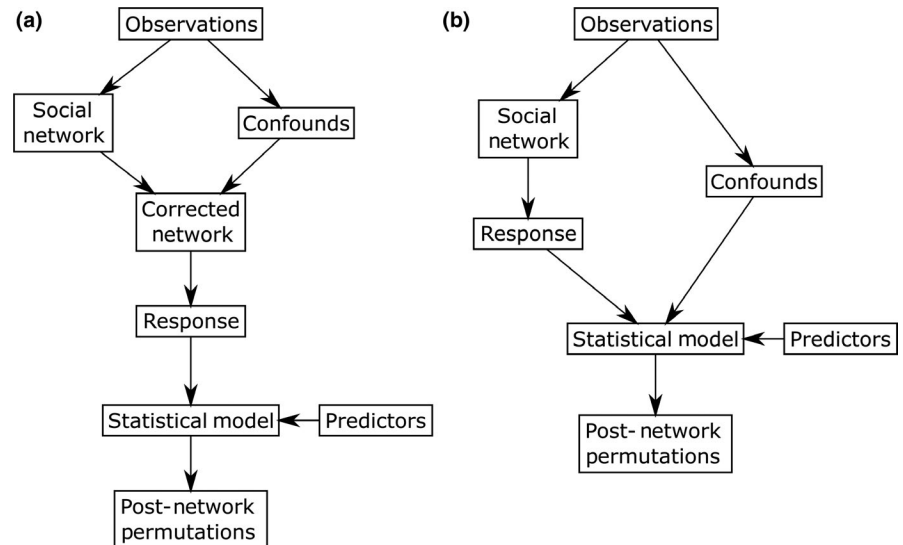 (a)
Observations
Social
network
Confounds
Corrected
network
Response
Statistical model
Predictors
Post-network
permutations
(b)
Observations
Social
network
Confounds
Response
Statistical model
Predictors
Post-network
permutations